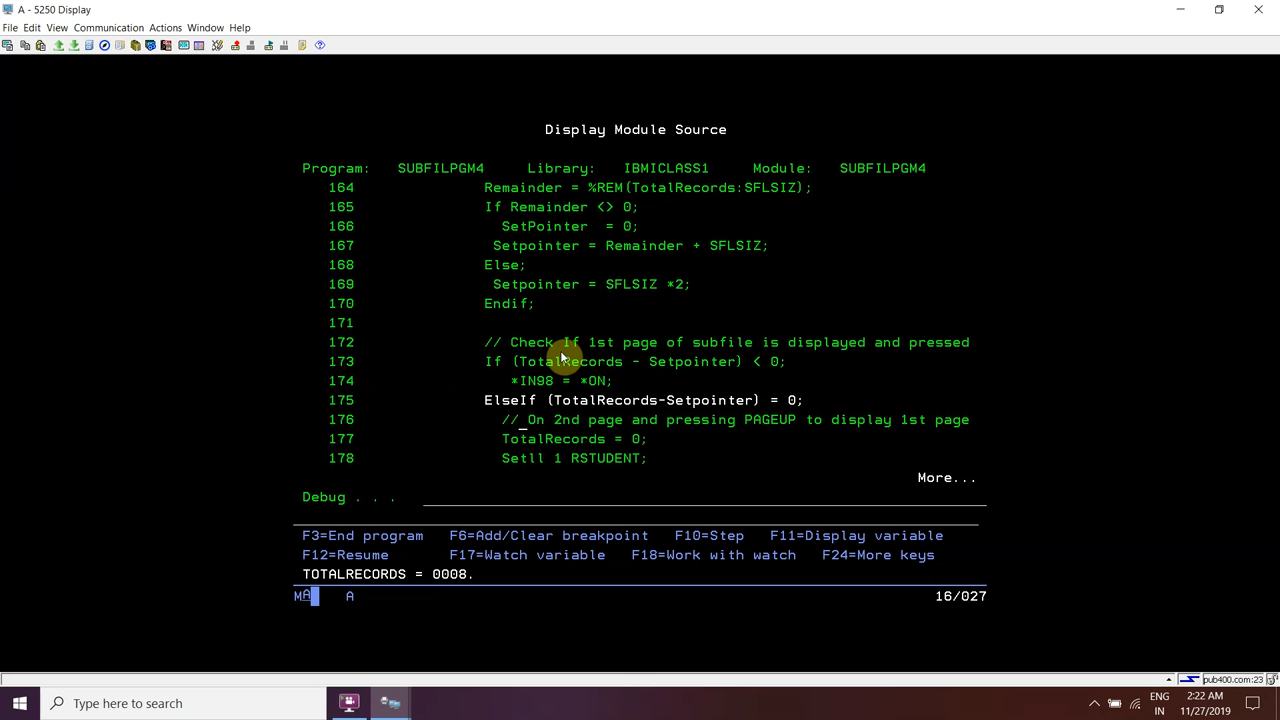 A - 5250 Display
File Edit View Communication Actions Window Help
Display Module Source
Program: SUBFILPGM4 Library: IBMICLASS1 Module: SUBFILPGM4
164 Remainder = %REM(TotalRecords:SFLSIZ);
165 If Remainder <> 0;
166 SetPointer = 0;
167 Setpointer = Remainder + SFLSIZ;
168 Else;
169 Setpointer = SFLSIZ *2;
170 Endif;
171
172 // Check If 1st page of subfile is displayed and pressed
173 If (TotalRecords - Setpointer) < 0;
174 *IN98 = *ON;
175 ElseIf (TotalRecords-Setpointer) = 0;
176 //_On 2nd page and pressing PAGEUP to display 1st page
177 TotalRecords = 0;
178 Setll 1 RSTUDENT;
More...
Debug . . .
F3=End program F6=Add/Clear breakpoint F10=Step F11=Display variable
F12=Resume F17=Watch variable F18=Work with watch F24=More keys
TOTALRECORDS = 0008.
MA A 16/027
pub400.com:23
Type here to search
ENG
IN
2:22 AM
11/27/2019